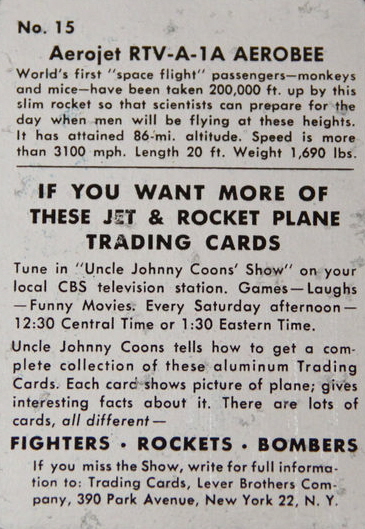 No. 15
Aerojet RTV-A-1A AEROBEE
World's first "space flight" passengers—monkeys
and mice—have been taken 200,000 ft. up by this
slim rocket so that scientists can prepare for the
day when men will be flying at these heights.
It has attained 86-mi. altitude. Speed is more
than 3100 mph. Length 20 ft. Weight 1,690 lbs.
IF YOU WANT MORE OF
THESE JET & ROCKET PLANE
TRADING CARDS
Tune in "Uncle Johnny Coons' Show" on your
local CBS television station. Games—Laughs
—Funny Movies. Every Saturday afternoon—
12:30 Central Time or 1:30 Eastern Time.
Uncle Johnny Coons tells how to get a com-
plete collection of these aluminum Trading
Cards. Each card shows picture of plane; gives
interesting facts about it. There are lots of
cards, all different—
FIGHTERS · ROCKETS · BOMBERS
If you miss the Show, write for full informa-
tion to: Trading Cards, Lever Brothers Com-
pany, 390 Park Avenue, New York 22, N. Y.